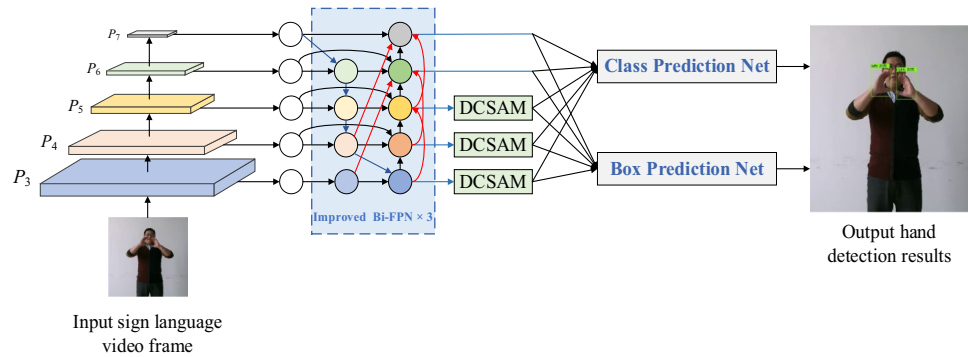 P7
P6
P5
P4
P3
DCSAM
DCSAM
DCSAM
Improved Bi-FPN × 3
Class Prediction Net
Box Prediction Net
Input sign language
video frame
Output hand
detection results